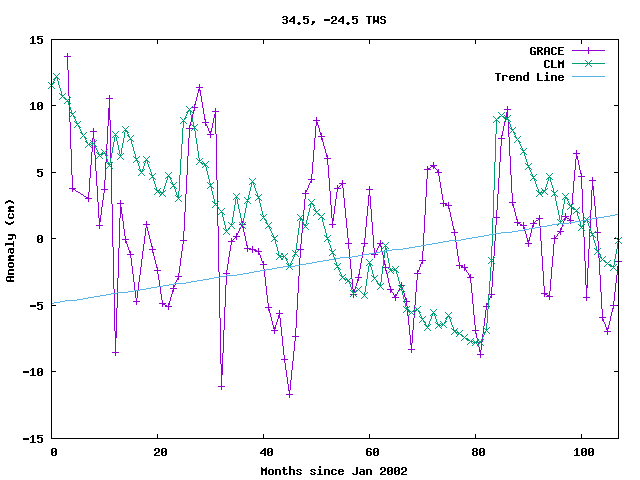 34.5, -24.5 TWS
GRACE
CLM
Trend Line
15
10
5
0
-5
-10
-15
Anomaly (cm)
0 20 40 60 80 100
Months since Jan 2002